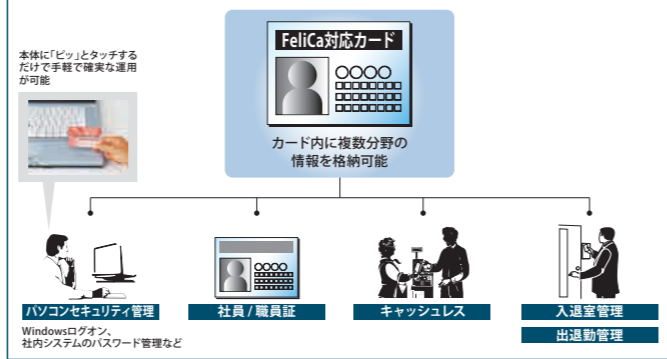 本体に「ピッ」とタッチする
だけで手軽で確実な運用
が可能
FeliCa対応カード
カード内に複数分野の
情報を格納可能
パソコンセキュリティ管理
社員/職員証
キャッシュレス
入退室管理
Windowsログオン、
社内システムのパスワード管理など
出退勤管理